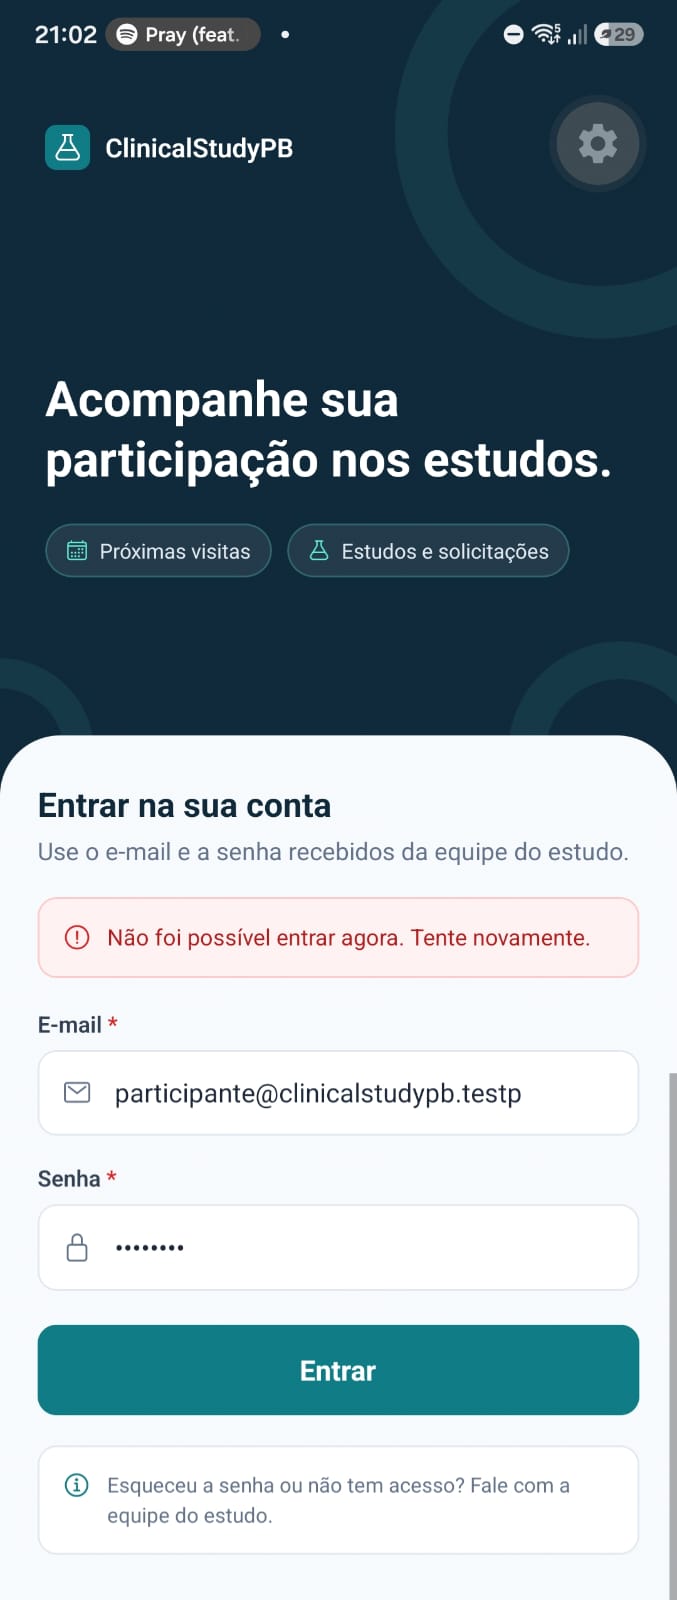 21:02 Pray (feat. 29
ClinicalStudyPB
Acompanhe sua
participação nos estudos.
Próximas visitas Estudos e solicitações
Entrar na sua conta
Use o e-mail e a senha recebidos da equipe do estudo.
Não foi possível entrar agora. Tente novamente.
E-mail *
participante@clinicalstudypb.testp
Senha *
••••••••
Entrar
Esqueceu a senha ou não tem acesso? Fale com a
equipe do estudo.